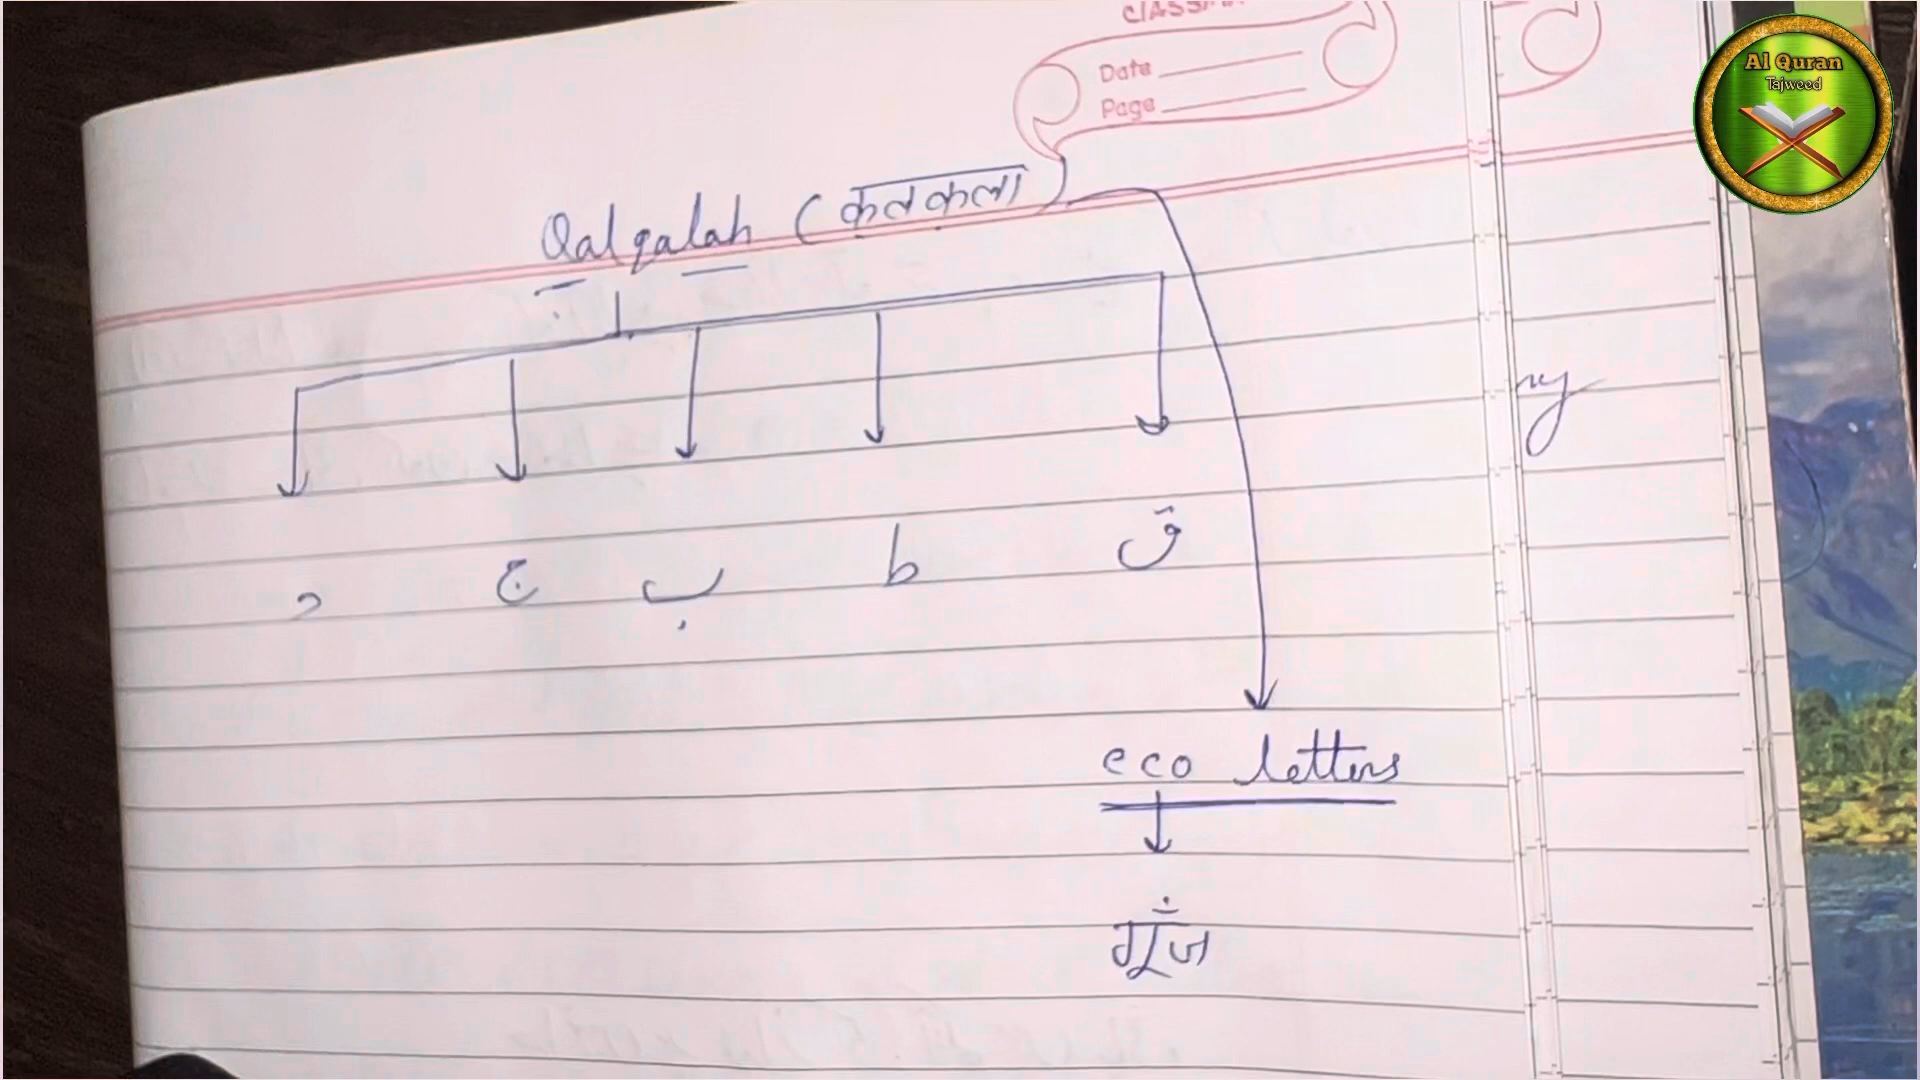 CLASSMATE
Date
Page
Al Quran
Tajweed
Qalqalah (कलकला)
د ج ب ط ق
eco letters
गूंज